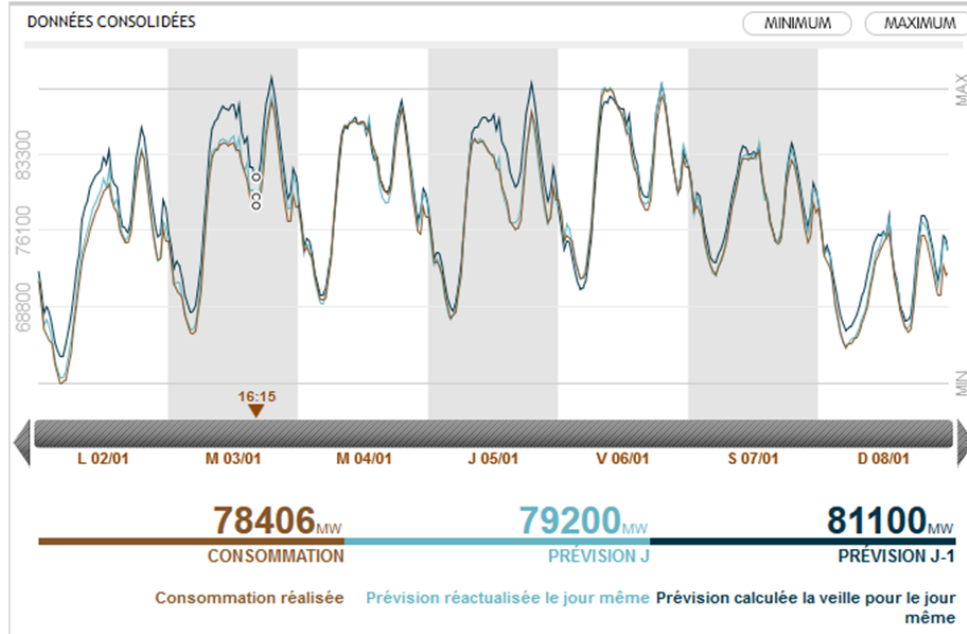 DONNÉES CONSOLIDÉES
MINIMUM
MAXIMUM
MAX
83300
76100
68800
MIN
16:15
L 02/01
M 03/01
M 04/01
J 05/01
V 06/01
S 07/01
D 08/01
78406MW
79200MW
81100MW
CONSOMMATION
PRÉVISION J
PRÉVISION J-1
Consommation réalisée
Prévision réactualisée le jour même
Prévision calculée la veille pour le jour
même